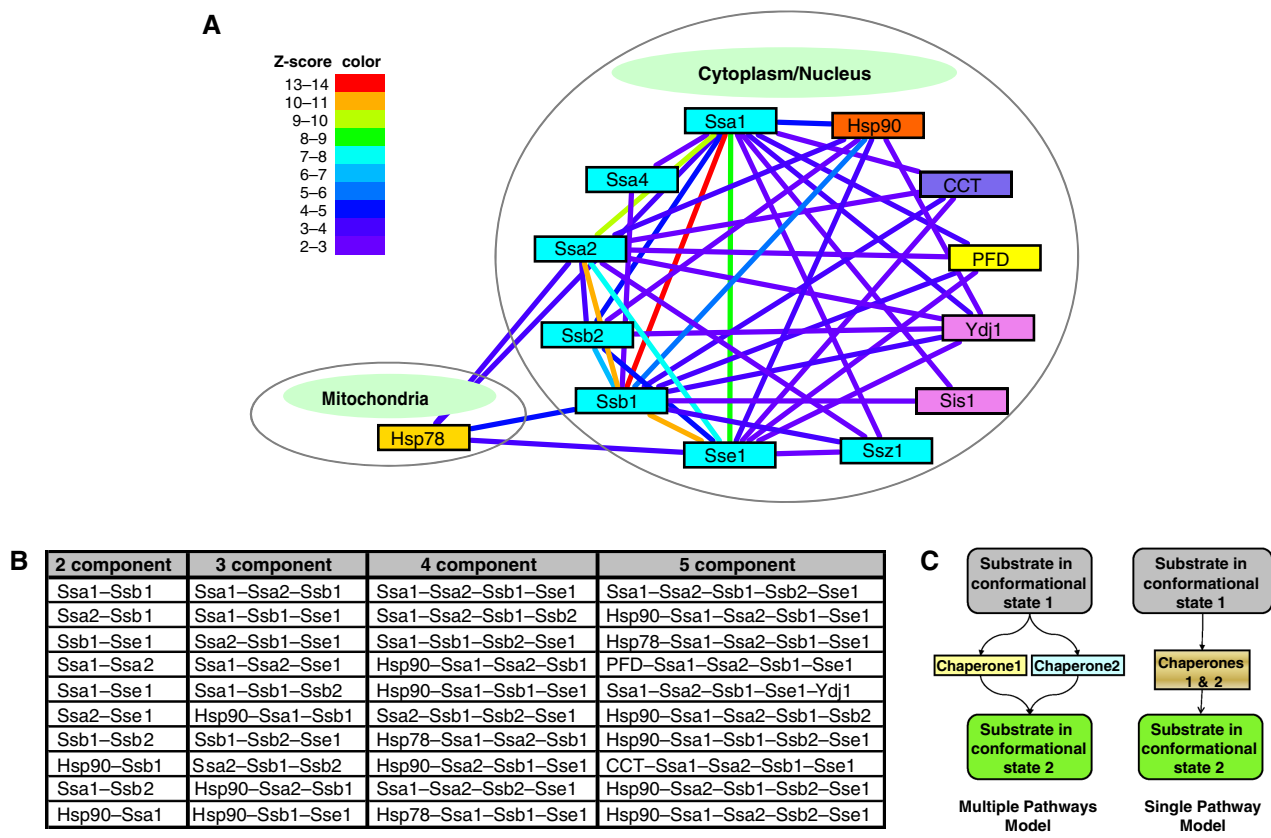 A
Z-score color
13–14
10–11
9–10
8–9
7–8
6–7
5–6
4–5
3–4
2–3
Cytoplasm/Nucleus
Ssa1
Hsp90
Ssa4
CCT
Ssa2
PFD
Ssb2
Ydj1
Mitochondria
Ssb1
Sis1
Hsp78
Sse1
Ssz1
B
2 component 3 component 4 component 5 component
Ssa1–Ssb1 Ssa1–Ssa2–Ssb1 Ssa1–Ssa2–Ssb1–Sse1 Ssa1–Ssa2–Ssb1–Ssb2–Sse1
Ssa2–Ssb1 Ssa1–Ssb1–Sse1 Ssa1–Ssa2–Ssb1–Ssb2 Hsp90–Ssa1–Ssa2–Ssb1–Sse1
Ssb1–Sse1 Ssa2–Ssb1–Sse1 Ssa1–Ssb1–Ssb2–Sse1 Hsp78–Ssa1–Ssa2–Ssb1–Sse1
Ssa1–Ssa2 Ssa1–Ssa2–Sse1 Hsp90–Ssa1–Ssa2–Ssb1 PFD–Ssa1–Ssa2–Ssb1–Sse1
Ssa1–Sse1 Ssa1–Ssb1–Ssb2 Hsp90–Ssa1–Ssb1–Sse1 Ssa1–Ssa2–Ssb1–Sse1–Ydj1
Ssa2–Sse1 Hsp90–Ssa1–Ssb1 Ssa2–Ssb1–Ssb2–Sse1 Hsp90–Ssa1–Ssa2–Ssb1–Ssb2
Ssb1–Ssb2 Ssb1–Ssb2–Sse1 Hsp78–Ssa1–Ssa2–Ssb1 Hsp90–Ssa1–Ssb1–Ssb2–Sse1
Hsp90–Ssb1 Ssa2–Ssb1–Ssb2 Hsp90–Ssa2–Ssb1–Sse1 CCT–Ssa1–Ssa2–Ssb1–Sse1
Ssa1–Ssb2 Hsp90–Ssa2–Ssb1 Ssa1–Ssa2–Ssb2–Sse1 Hsp90–Ssa2–Ssb1–Ssb2–Sse1
Hsp90–Ssa1 Hsp90–Ssb1–Sse1 Hsp78–Ssa1–Ssb1–Sse1 Hsp90–Ssa1–Ssa2–Ssb2–Sse1
C
Substrate in
conformational
state 1
Chaperone1
Chaperone2
Substrate in
conformational
state 2
Multiple Pathways
Model
Substrate in
conformational
state 1
Chaperones
1 & 2
Substrate in
conformational
state 2
Single Pathway
Model